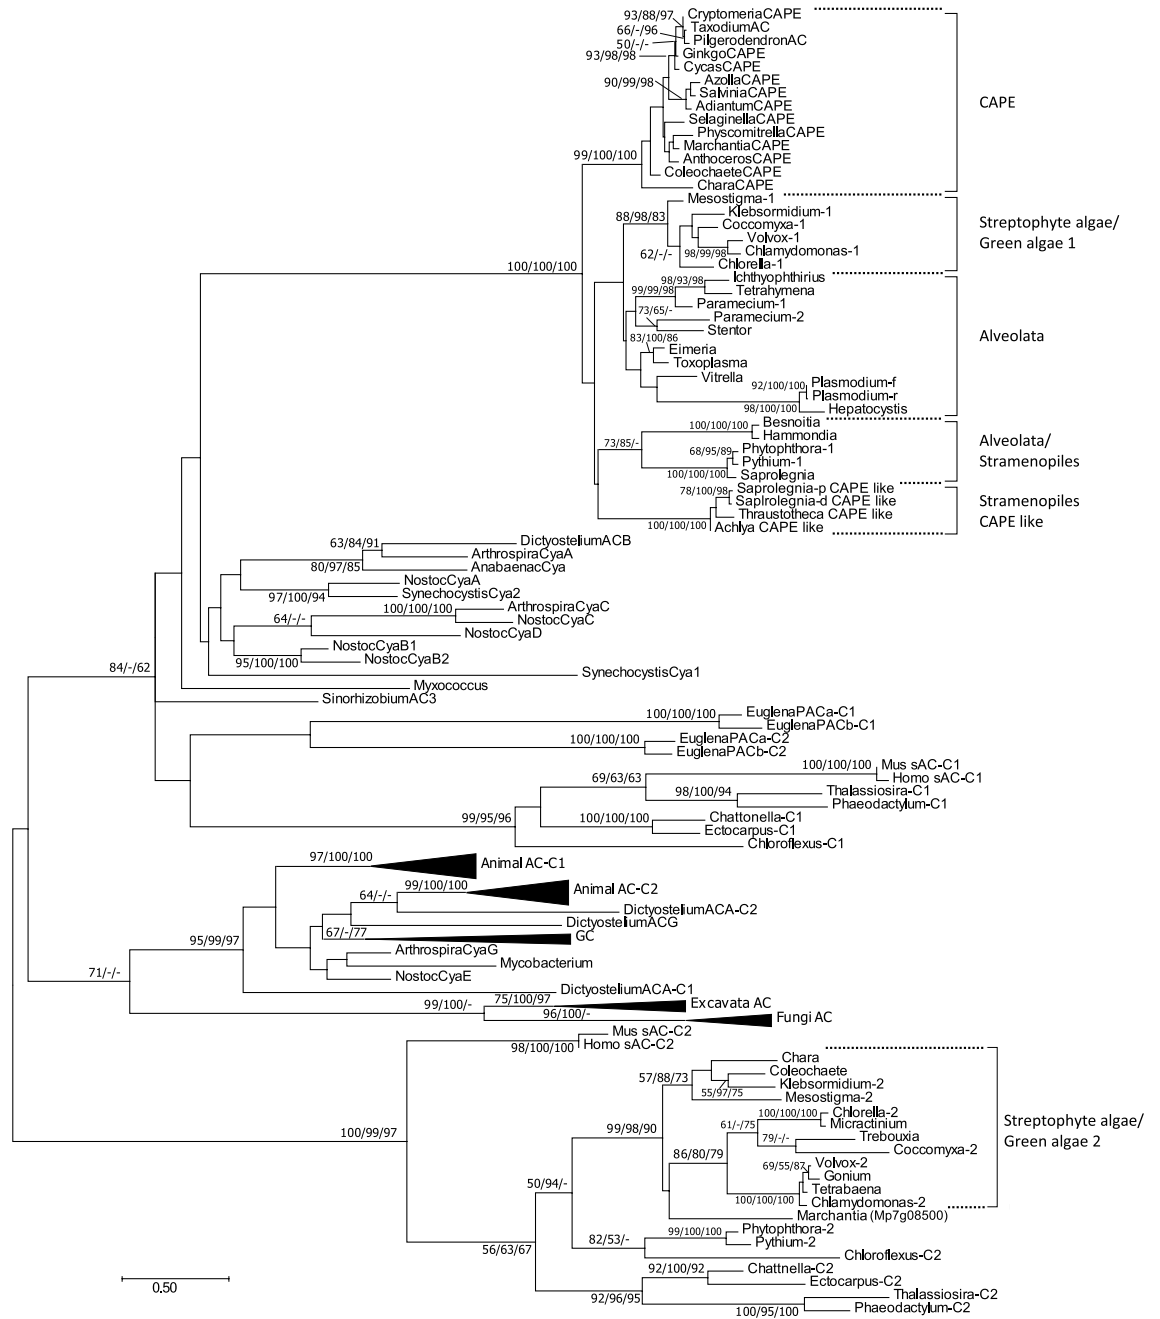 93/88/97
CryptomeriaCAPE
66/-/96
TaxodiumAC
50/-/-
PilgerodendronAC
93/98/98
GinkgoCAPE
CycasCAPE
90/99/98
AzollaCAPE
SalviniaCAPE
AdiantumCAPE
CAPE
SelaginellaCAPE
PhyscomitrellaCAPE
MarchantiaCAPE
99/100/100
AnthocerosCAPE
ColeochaeteCAPE
CharaCAPE
Mesostigma-1
88/98/83
Klebsormidium-1
Coccomyxa-1
Streptophyte algae/
Green algae 1
Volvox-1
62/-/-
98/99/98
Chlamydomonas-1
100/100/100
Chlorella-1
98/93/98
Ichthyophthirius
99/99/98
Tetrahymena
Paramecium-1
73/65/-
Paramecium-2
Stentor
Alveolata
83/100/86
Eimeria
Toxoplasma
Vitrella
92/100/100
Plasmodium-f
Plasmodium-r
98/100/100
Hepatocystis
100/100/100
Besnoitia
Hammondia
73/85/-
68/95/89
Phytophthora-1
Alveolata/
Stramenopiles
Pythium-1
100/100/100
Saprolegnia
78/100/98
Saprolegnia-p CAPE like
Saplrolegnia-d CAPE like
Stramenopiles
CAPE like
Thraustotheca CAPE like
100/100/100
Achlya CAPE like
63/84/91
DictyosteliumACB
ArthrospiraCyaA
80/97/85
AnabaenacCya
NostocCyaA
97/100/94
SynechocystisCya2
100/100/100
ArthrospiraCyaC
64/-/-
NostocCyaC
NostocCyaD
NostocCyaB1
95/100/100
NostocCyaB2
84/-/62
SynechocystisCya1
Myxococcus
SinorhizobiumAC3
100/100/100
EuglenaPACa-C1
EuglenaPACb-C1
100/100/100
EuglenaPACa-C2
EuglenaPACb-C2
100/100/100
Mus sAC-C1
69/63/63
Homo sAC-C1
98/100/94
Thalassiosira-C1
Phaeodactylum-C1
99/95/96
100/100/100
Chattonella-C1
Ectocarpus-C1
Chloroflexus-C1
97/100/100
Animal AC-C1
64/-/-
99/100/100
Animal AC-C2
DictyosteliumACA-C2
DictyosteliumACG
67/-/77
GC
95/99/97
ArthrospiraCyaG
Mycobacterium
71/-/-
NostocCyaE
DictyosteliumACA-C1
99/100/-
75/100/97
Excavata AC
96/100/-
Fungi AC
Mus sAC-C2
98/100/100
Homo sAC-C2
Chara
57/88/73
Coleochaete
55/97/75
Klebsormidium-2
Mesostigma-2
100/100/100
Chlorella-2
61/-/75
Micractinium
Streptophyte algae/
Green algae 2
100/99/97
99/98/90
79/-/-
Trebouxia
Coccomyxa-2
86/80/79
69/55/87
Volvox-2
Gonium
50/94/-
Tetrabaena
100/100/100
Chlamydomonas-2
Marchantia (Mp7g08500)
99/100/100
Phytophthora-2
82/53/-
Pythium-2
56/63/67
Chloroflexus-C2
92/100/92
Chattnella-C2
Ectocarpus-C2
92/96/95
Thalassiosira-C2
100/95/100
Phaeodactylum-C2
0.50